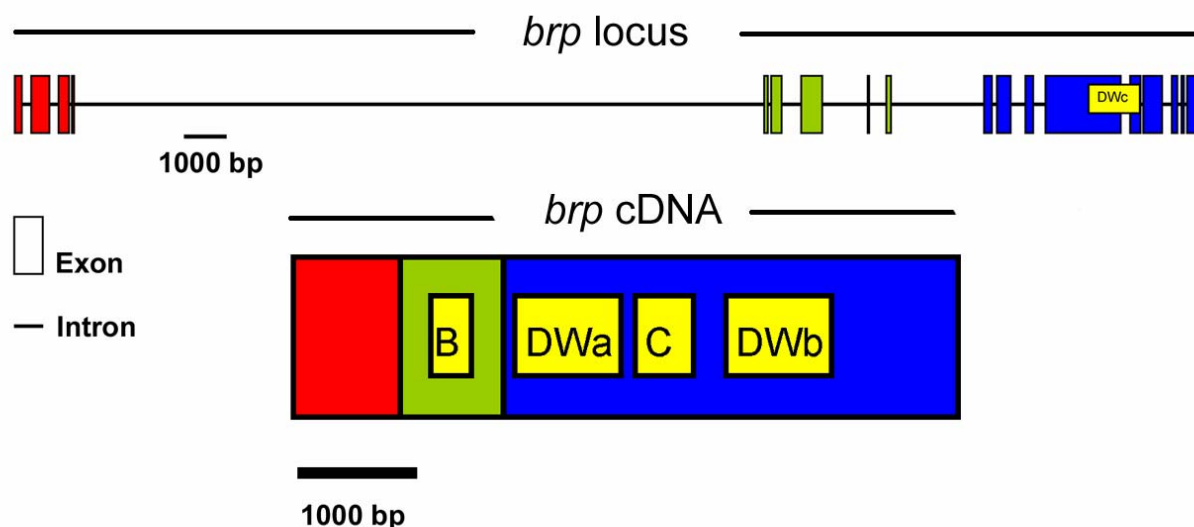 brp locus
DWc
1000 bp
brp cDNA
Exon
Intron
B DWa C DWb
1000 bp